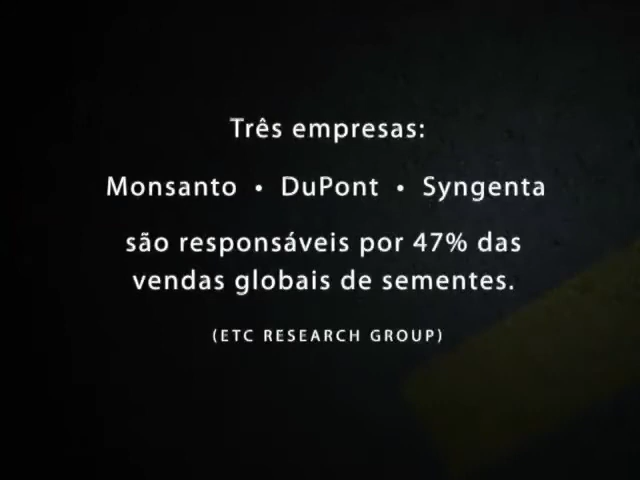 Três empresas:
Monsanto • DuPont • Syngenta
são responsáveis por 47% das
vendas globais de sementes.
(ETC RESEARCH GROUP)